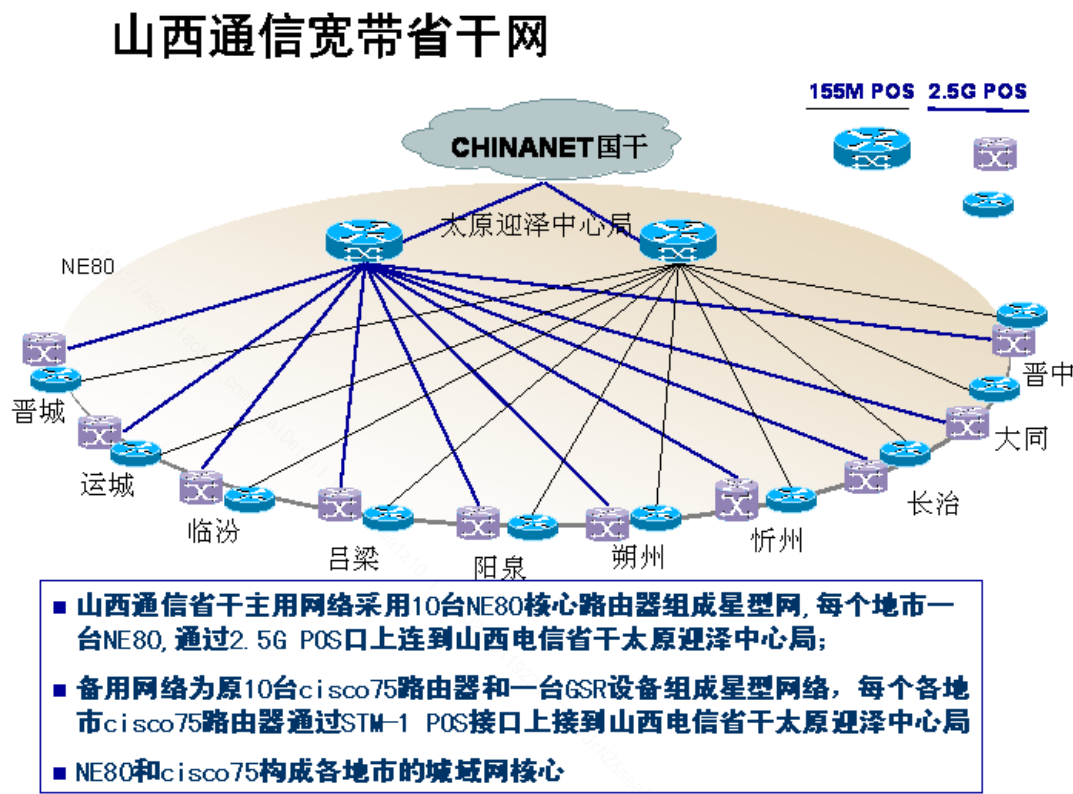 山西通信宽带省干网
155M POS 2.5G POS
CHINANET国干
太原迎泽中心局
NE80
晋中
晋城
大同
运城
长治
临汾
忻州
吕梁
朔州
阳泉
■ 山西通信省干主用网络采用10台NE80核心路由器组成星型网,每个地市一
台NE80,通过2.5G POS口上连到山西电信省干太原迎泽中心局;
■ 备用网络为原10台cisco75路由器和一台GSR设备组成星型网络，每个各地
市cisco75路由器通过STM-1 POS接口上接到山西电信省干太原迎泽中心局
■ NE80和cisco75构成各地市的城域网核心